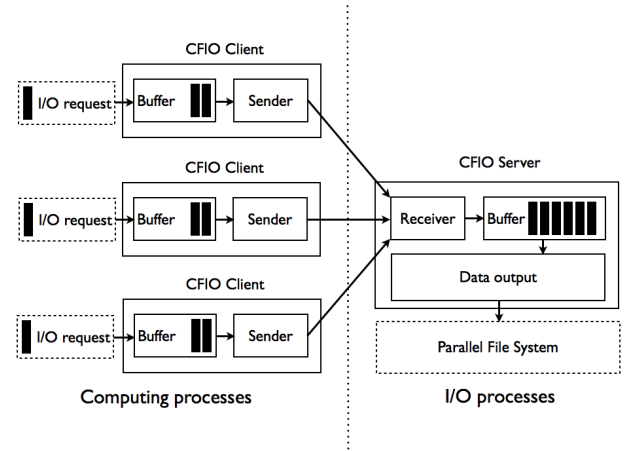 CFIO Client
I/O request
Buffer
Sender
CFIO Client
I/O request
Buffer
Sender
CFIO Client
I/O request
Buffer
Sender
Computing processes
CFIO Server
Receiver
Buffer
Data output
Parallel File System
I/O processes